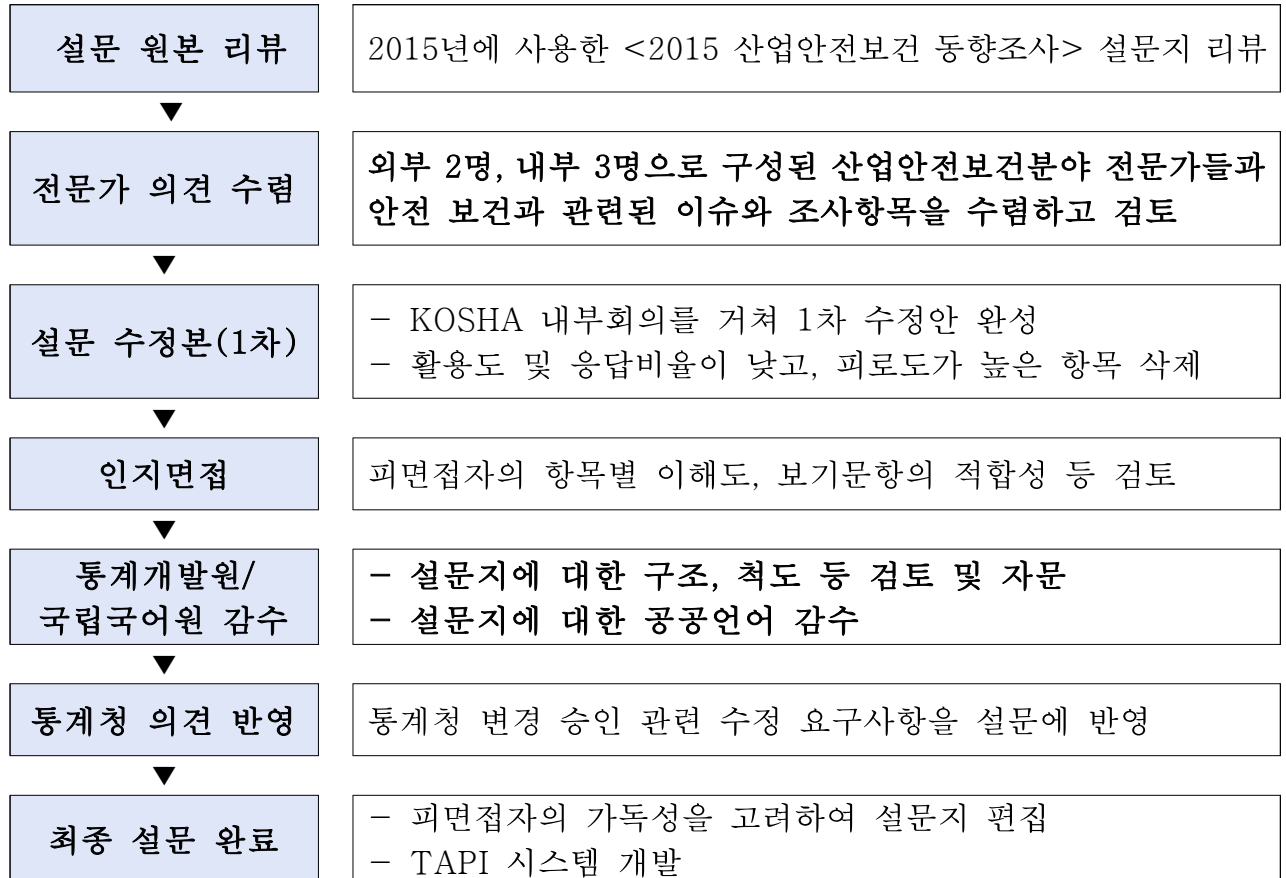 설문 원본 리뷰
2015년에 사용한 <2015 산업안전보건 동향조사> 설문지 리뷰
▼
전문가 의견 수렴
외부 2명, 내부 3명으로 구성된 산업안전보건분야 전문가들과
안전 보건과 관련된 이슈와 조사항목을 수렴하고 검토
▼
설문 수정본(1차)
- KOSHA 내부회의를 거쳐 1차 수정안 완성
- 활용도 및 응답비율이 낮고, 피로도가 높은 항목 삭제
▼
인지면접
피면접자의 항목별 이해도, 보기문항의 적합성 등 검토
▼
통계개발원/
국립국어원 감수
- 설문지에 대한 구조, 척도 등 검토 및 자문
- 설문지에 대한 공공언어 감수
▼
통계청 의견 반영
통계청 변경 승인 관련 수정 요구사항을 설문에 반영
▼
최종 설문 완료
- 피면접자의 가독성을 고려하여 설문지 편집
- TAPI 시스템 개발